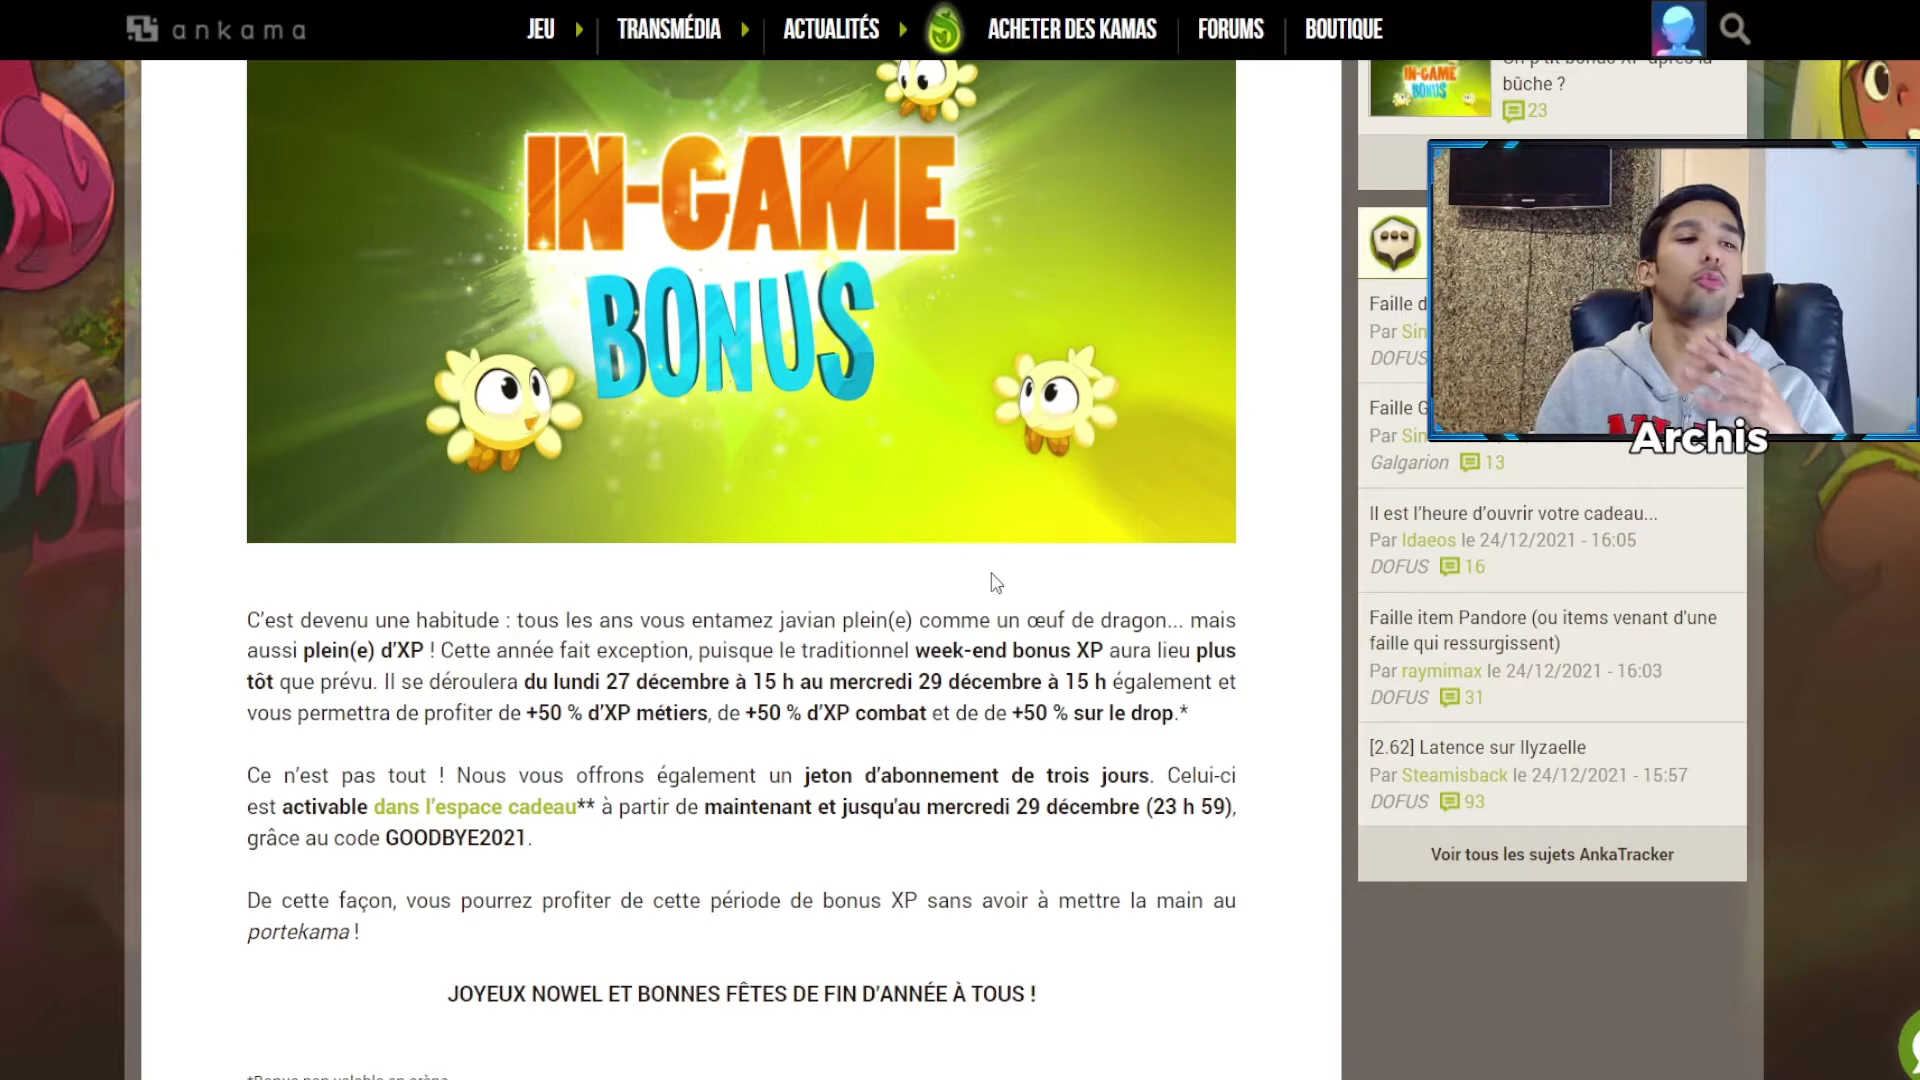 ankama
JEU
TRANSMÉDIA
ACTUALITÉS
ACHETER DES KAMAS
FORUMS
BOUTIQUE
IN-GAME
BONUS
C'est devenu une habitude : tous les ans vous entamez javian plein(e) comme un œuf de dragon... mais
aussi plein(e) d'XP ! Cette année fait exception, puisque le traditionnel week-end bonus XP aura lieu plus
tôt que prévu. Il se déroulera du lundi 27 décembre à 15 h au mercredi 29 décembre à 15 h également et
vous permettra de profiter de +50 % d'XP métiers, de +50 % d'XP combat et de de +50 % sur le drop.*
Ce n'est pas tout ! Nous vous offrons également un jeton d'abonnement de trois jours. Celui-ci
est activable dans l'espace cadeau** à partir de maintenant et jusqu'au mercredi 29 décembre (23 h 59),
grâce au code GOODBYE2021.
De cette façon, vous pourrez profiter de cette période de bonus XP sans avoir à mettre la main au
portekama !
JOYEUX NOWEL ET BONNES FÊTES DE FIN D'ANNÉE À TOUS !
*Bonus non valable en arène
Un p'tit bonus XP après la
bûche ?
23
IN-GAME
BONUS
Archis
Faille
Par
DOFUS
Faille
Par
Galgarion 13
Il est l'heure d'ouvrir votre cadeau...
Par Idaeos le 24/12/2021 - 16:05
DOFUS 16
Faille item Pandore (ou items venant d'une
faille qui ressurgissent)
Par raymimax le 24/12/2021 - 16:03
DOFUS 31
[2.62] Latence sur Ilyzaelle
Par Steamisback le 24/12/2021 - 15:57
DOFUS 93
Voir tous les sujets AnkaTracker